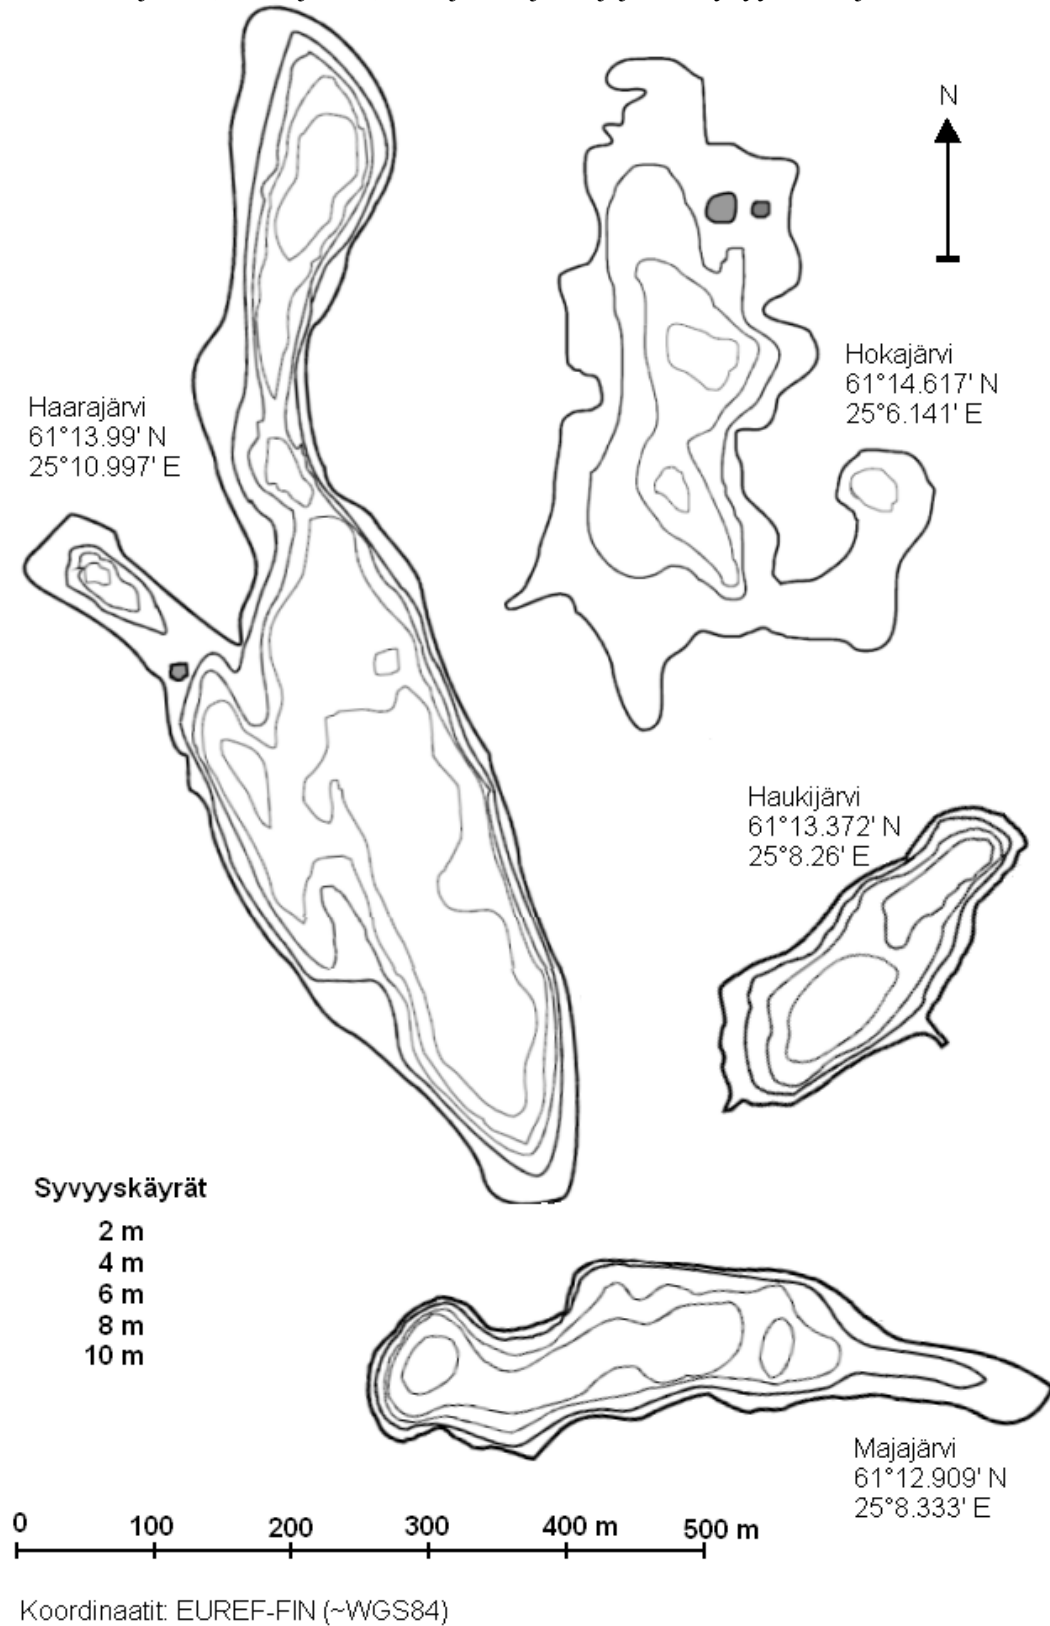 N
Hokajärvi
61°14.617' N
25°6.141' E
Haarajärvi
61°13.99' N
25°10.997' E
Haukijärvi
61°13.372' N
25°8.26' E
Syvyyskäyrät
2 m
4 m
6 m
8 m
10 m
Majajärvi
61°12.909' N
25°8.333' E
0 100 200 300 400 m 500 m
Koordinaatit: EUREF-FIN (~WGS84)